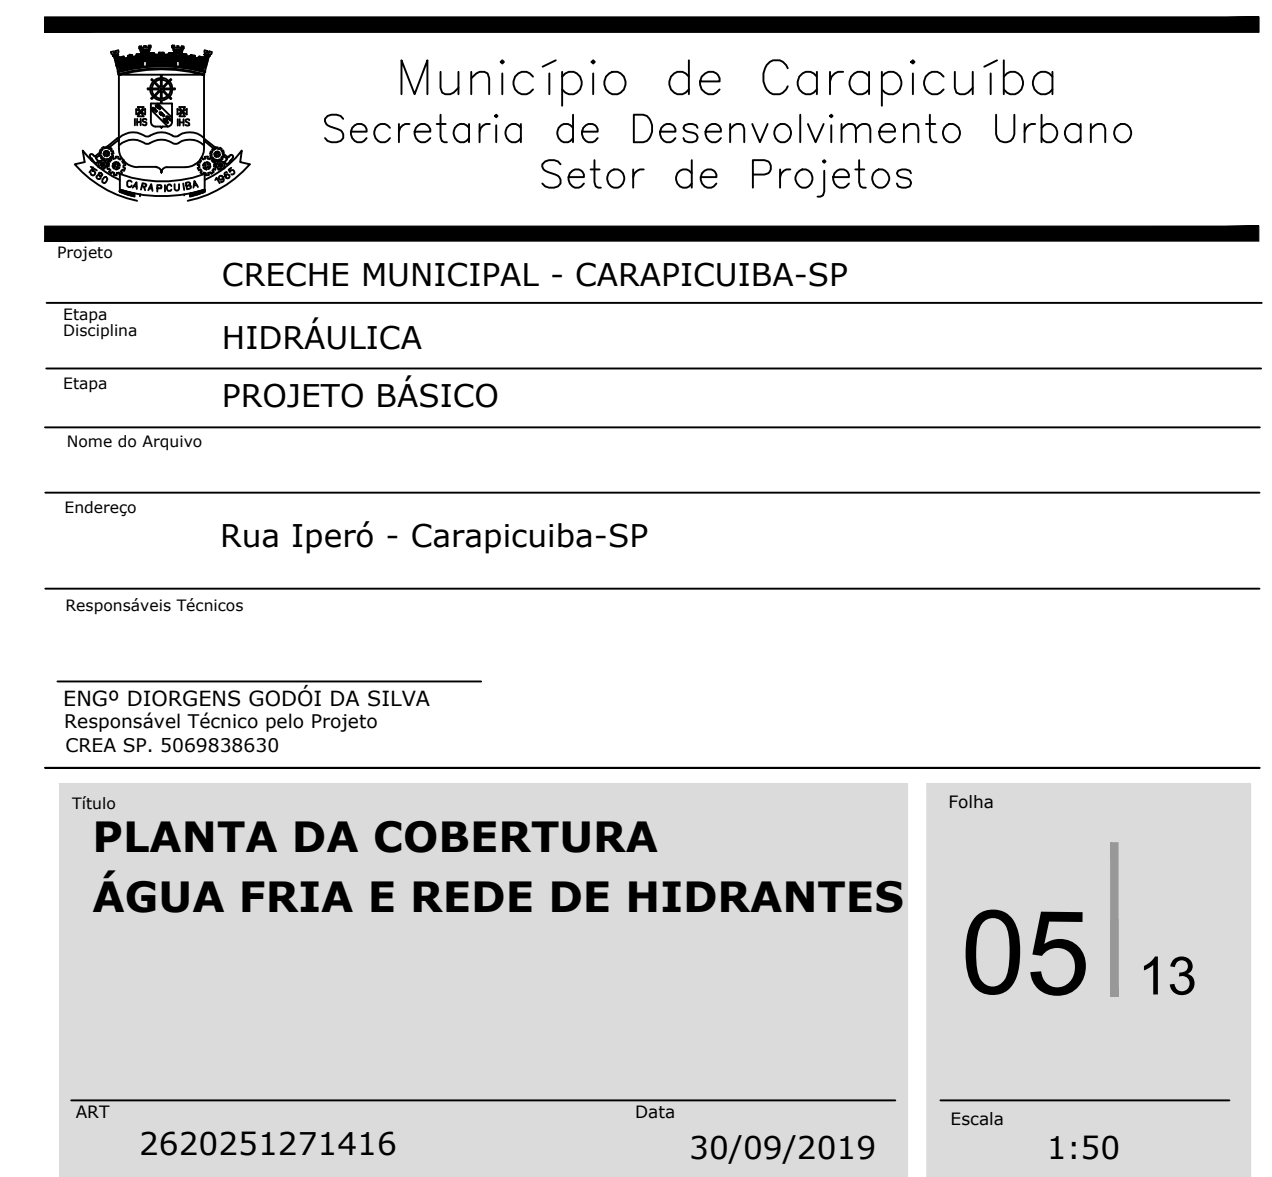 IHS IHS
1580 CARAPICUIBA 1965
Município de Carapicuíba
Secretaria de Desenvolvimento Urbano
Setor de Projetos
Projeto
CRECHE MUNICIPAL - CARAPICUIBA-SP
Etapa
Disciplina
HIDRÁULICA
Etapa
PROJETO BÁSICO
Nome do Arquivo
Endereço
Rua Iperó - Carapicuiba-SP
Responsáveis Técnicos
ENGº DIORGENS GODÓI DA SILVA
Responsável Técnico pelo Projeto
CREA SP. 5069838630
Título
PLANTA DA COBERTURA
ÁGUA FRIA E REDE DE HIDRANTES
Folha
05 13
ART
2620251271416
Data
30/09/2019
Escala
1:50